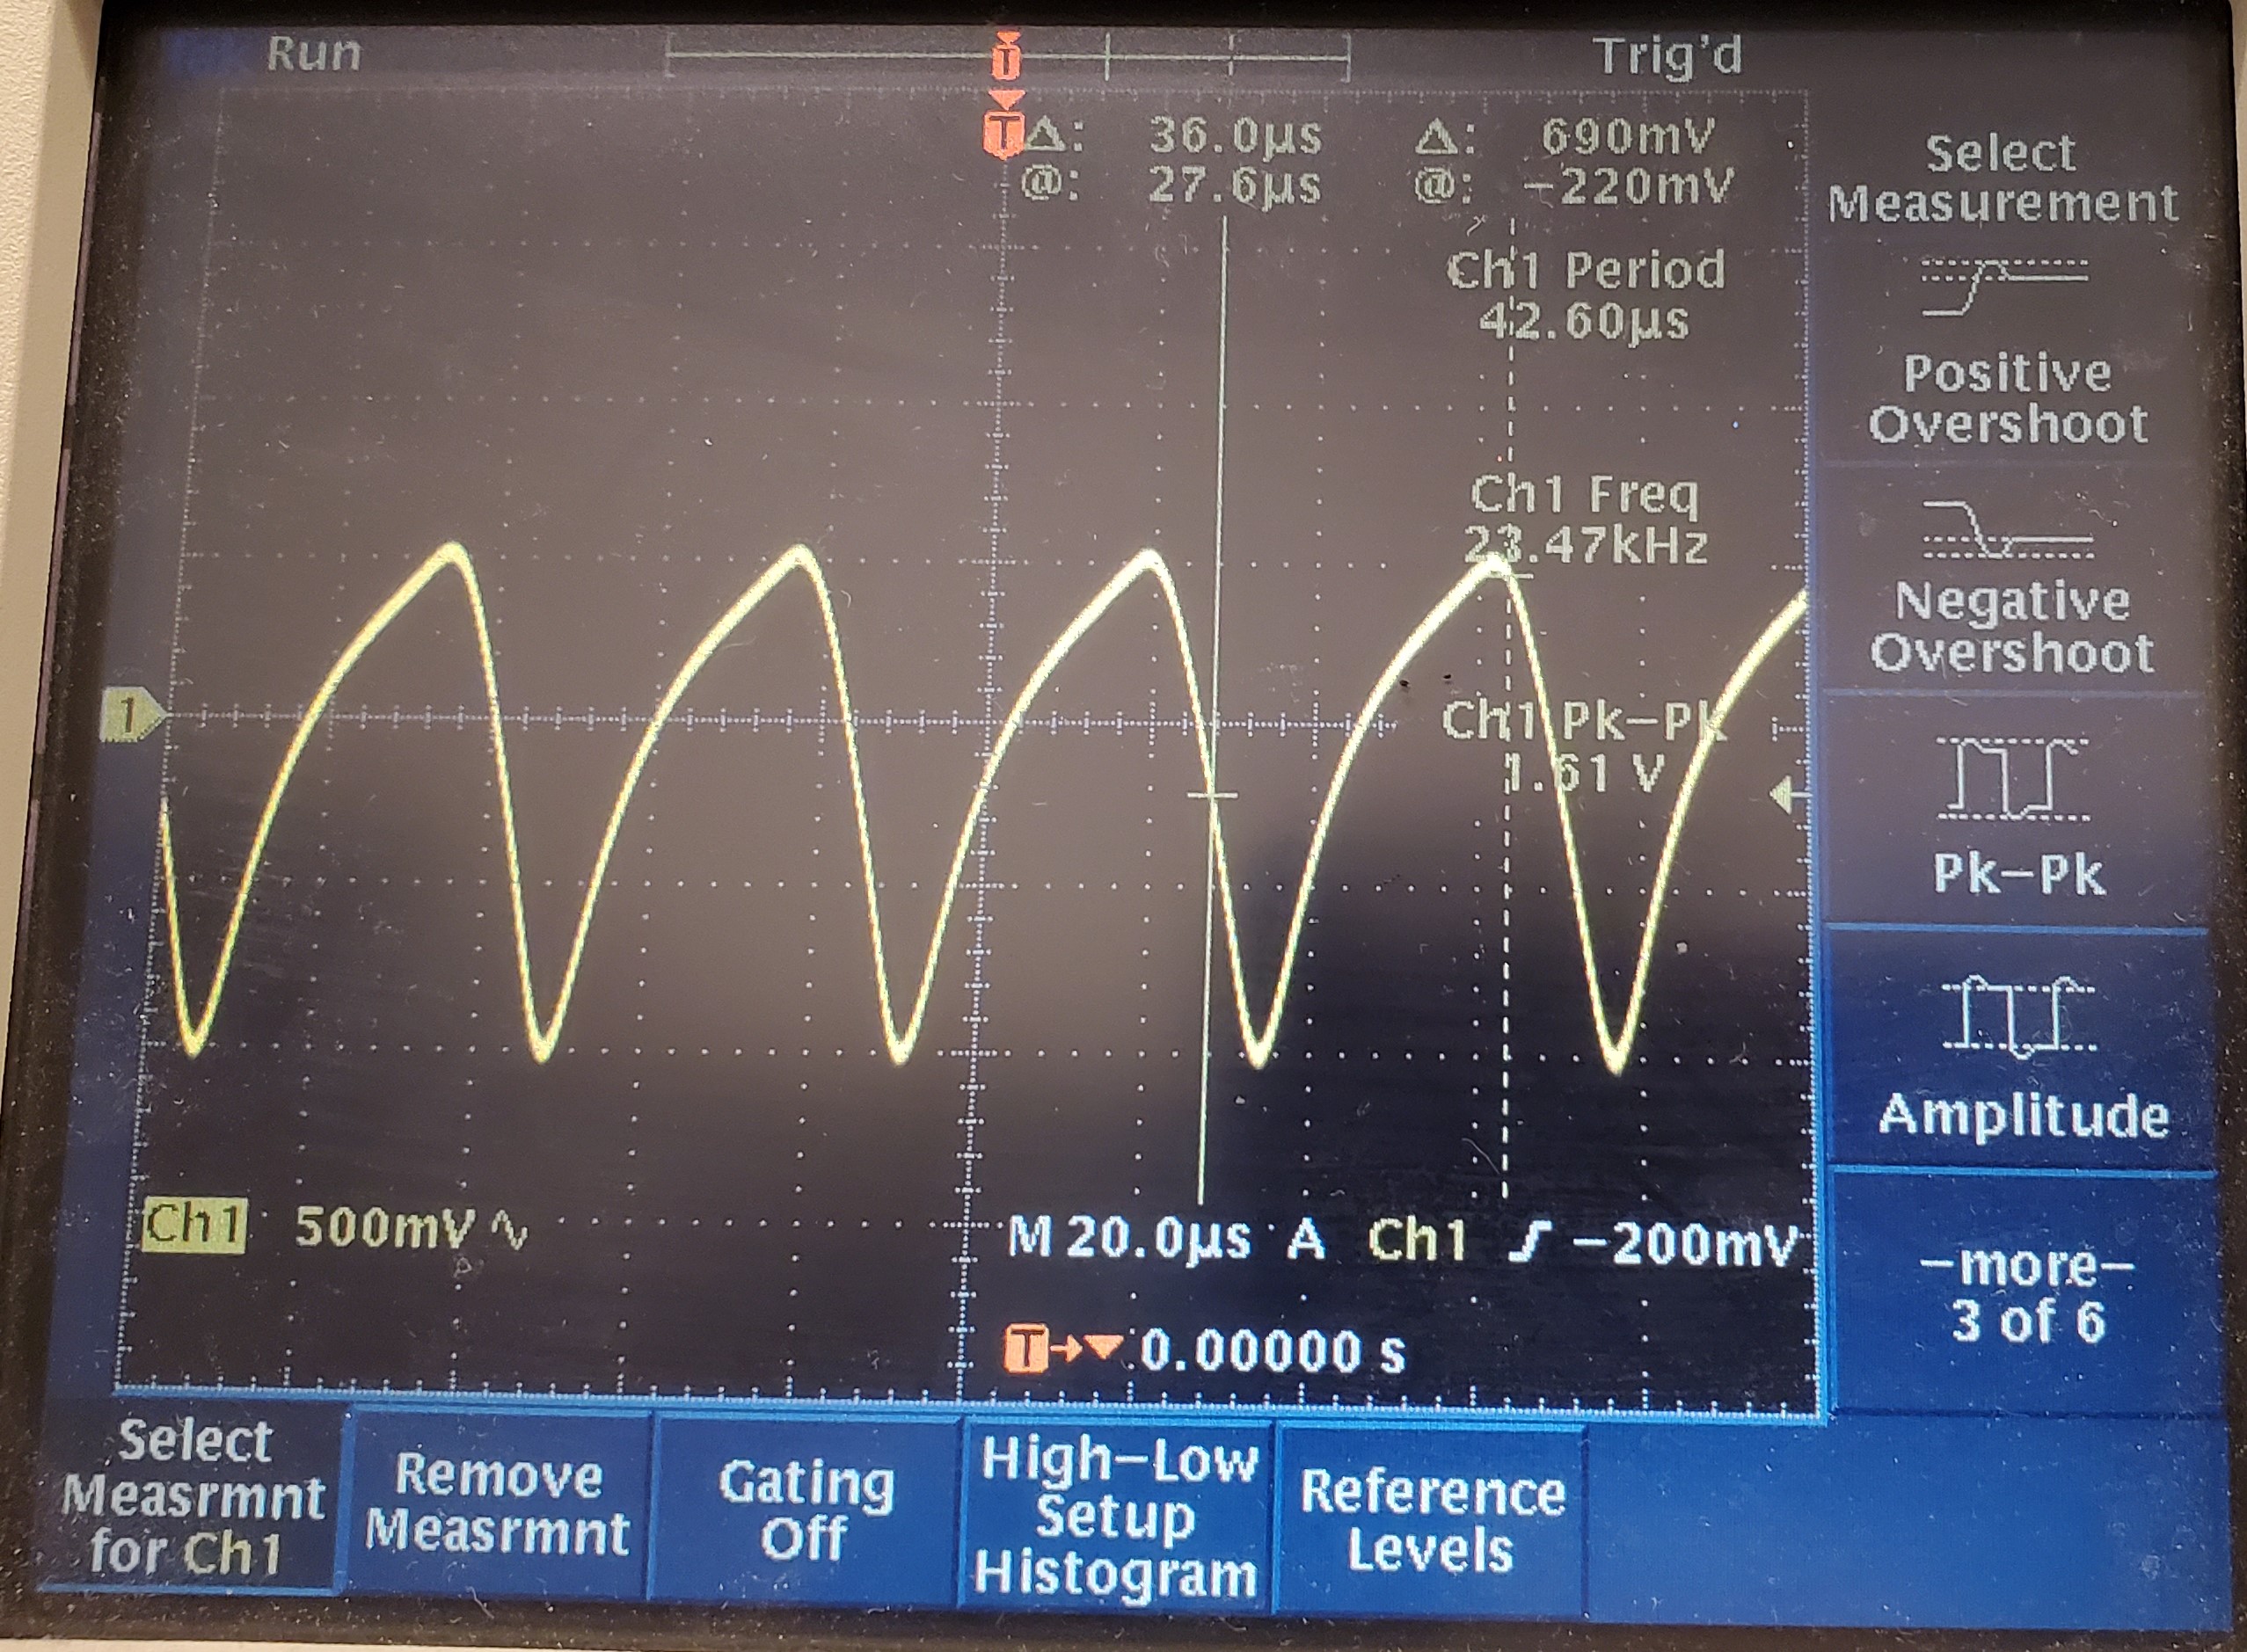 Run
Trig'd
T
T
Δ: 36.0µs Δ: 690mV
@: 27.6µs @: −220mV
Ch1 Period
42.60µs
Ch1 Freq
23.47kHz
Ch1 Pk−Pk
1.61 V
1
Ch1 500mV
M 20.0µs A Ch1 −200mV
T 0.00000 s
Select
Measurement
Positive
Overshoot
Negative
Overshoot
Pk−Pk
Amplitude
−more−
3 of 6
Select
Measrmnt
for Ch1
Remove
Measrmnt
Gating
Off
High−Low
Setup
Histogram
Reference
Levels